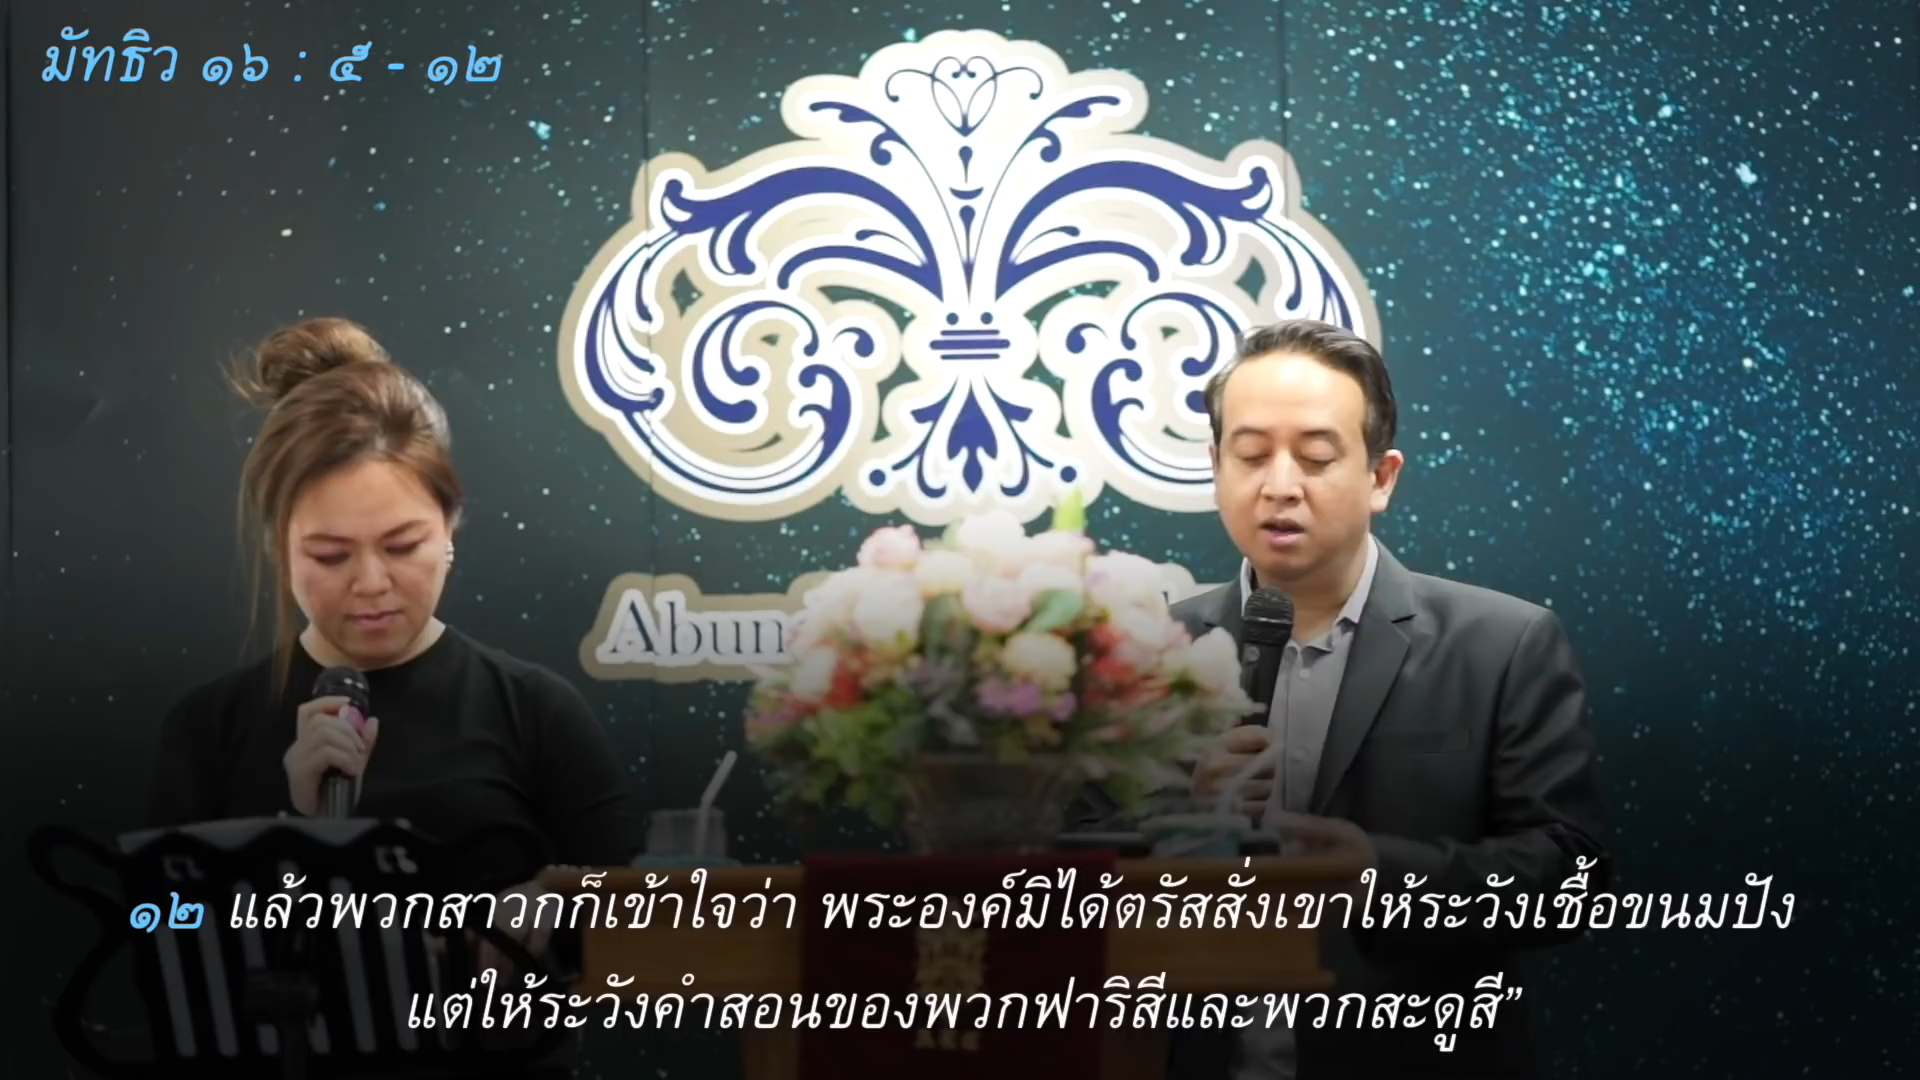 มัทธิว ๑๖ : ๕ - ๑๒
๑๒ แล้วพวกสาวกก็เข้าใจว่า พระองค์มิได้ตรัสสั่งเขาให้ระวังเชื้อขนมปัง
แต่ให้ระวังคำสอนของพวกฟาริสีและพวกสะดูสี”